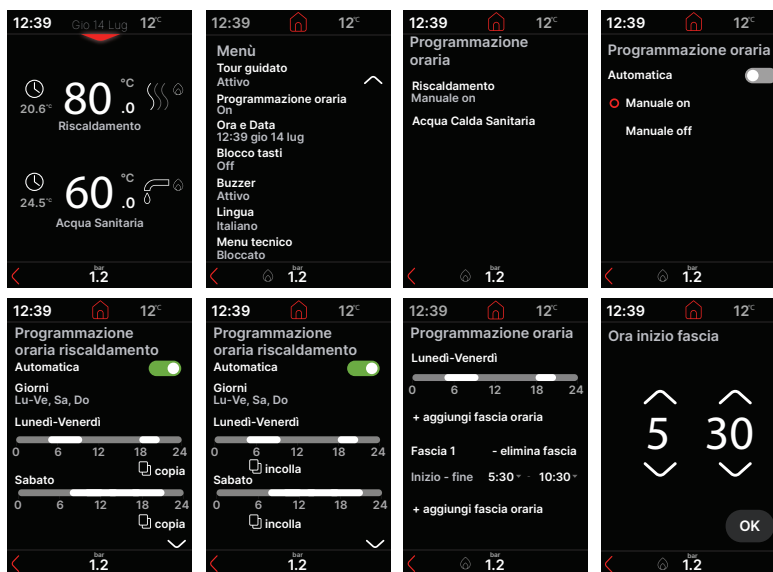 12:39 Gio 14 Lug 12°C
20.6°C 80.0 °C
Riscaldamento
24.5°C 60.0 °C
Acqua Sanitaria
bar
1.2
12:39 12°C
Menù
Tour guidato
Attivo
Programmazione oraria
On
Ora e Data
12:39 gio 14 lug
Blocco tasti
Off
Buzzer
Attivo
Lingua
Italiano
Menu tecnico
Bloccato
bar
1.2
12:39 12°C
Programmazione
oraria
Riscaldamento
Manuale on
Acqua Calda Sanitaria
bar
1.2
12:39 12°C
Programmazione oraria
Automatica
Manuale on
Manuale off
bar
1.2
12:39 12°C
Programmazione
oraria riscaldamento
Automatica
Giorni
Lu-Ve, Sa, Do
Lunedì-Venerdì
0 6 12 18 24
copia
Sabato
0 6 12 18 24
copia
bar
1.2
12:39 12°C
Programmazione
oraria riscaldamento
Automatica
Giorni
Lu-Ve, Sa, Do
Lunedì-Venerdì
0 6 12 18 24
incolla
Sabato
0 6 12 18 24
incolla
bar
1.2
12:39 12°C
Programmazione oraria
Lunedì-Venerdì
0 6 12 18 24
+ aggiungi fascia oraria
Fascia 1 - elimina fascia
Inizio - fine 5:30 - 10:30
+ aggiungi fascia oraria
bar
1.2
12:39 12°C
Ora inizio fascia
5 30
OK
bar
1.2